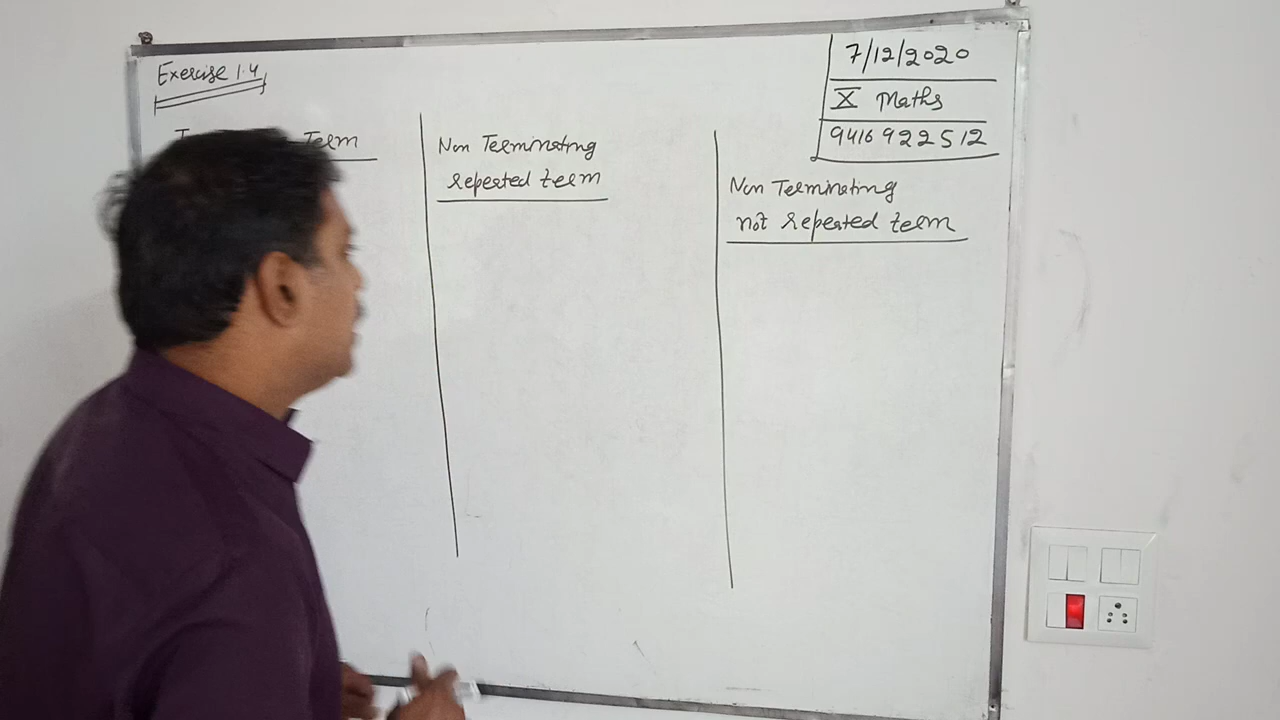 Exercise 1.4
7/12/2020
X Maths
9416922512
Term
Non Terminating
repeated term
Non Terminating
not repeated term